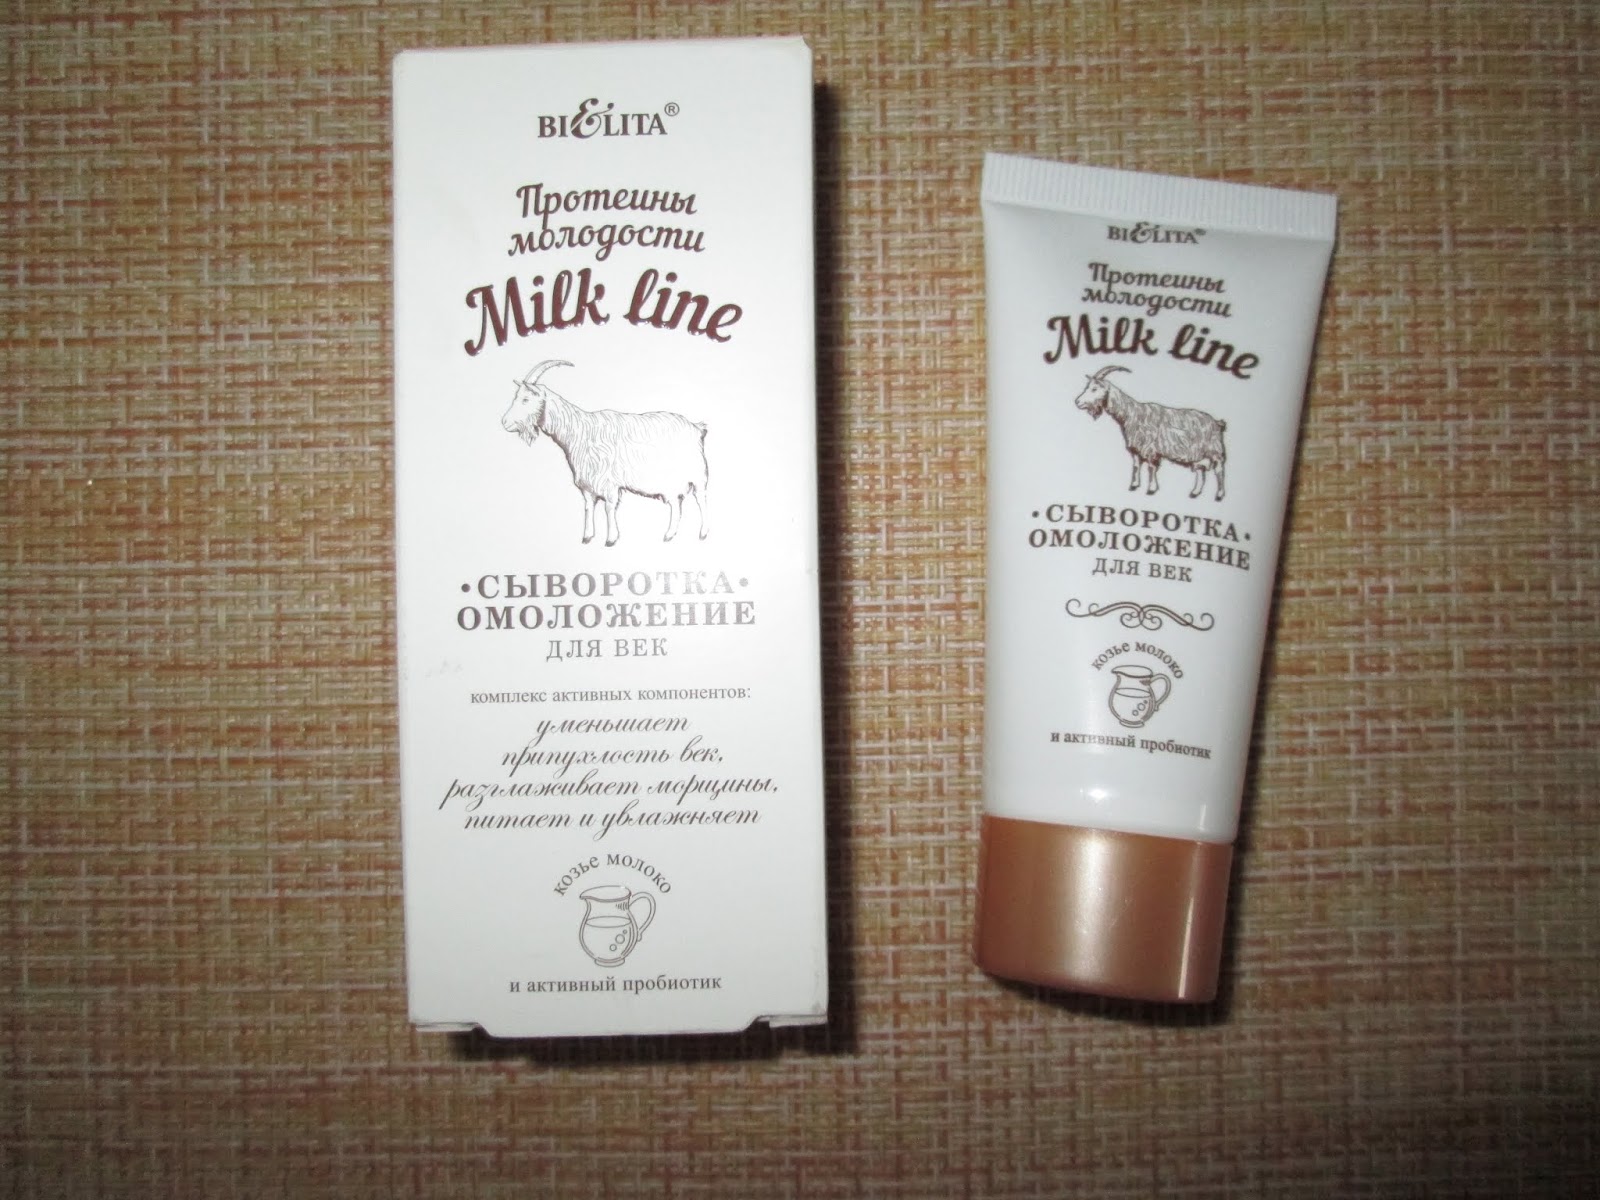 BIELITA®
Протеины
молодости
Milk line
•СЫВОРОТКА•
ОМОЛОЖЕНИЕ
ДЛЯ ВЕК
комплекс активных компонентов:
уменьшает
припухлость век,
разглаживает морщины,
питает и увлажняет
козье молоко
и активный пробиотик
BIELITA®
Протеины
молодости
Milk line
•СЫВОРОТКА•
ОМОЛОЖЕНИЕ
ДЛЯ ВЕК
козье молоко
и активный пробиотик